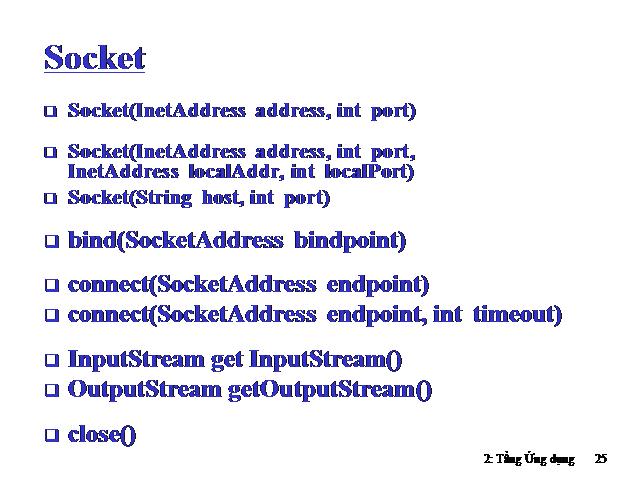 Socket
❑ Socket(InetAddress address, int port)
❑ Socket(InetAddress address, int port,
InetAddress localAddr, int localPort)
❑ Socket(String host, int port)
❑ bind(SocketAddress bindpoint)
❑ connect(SocketAddress endpoint)
❑ connect(SocketAddress endpoint, int timeout)
❑ InputStream get InputStream()
❑ OutputStream getOutputStream()
❑ close()
2: Tầng Ứng dụng 25